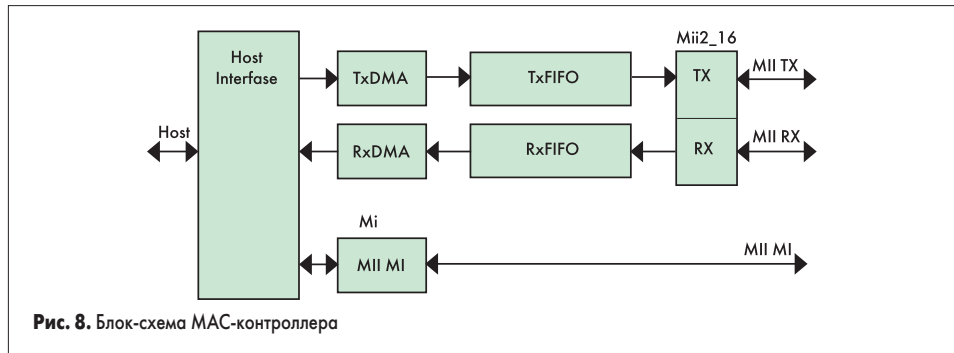 Mii2_16
Host
Interfase
TxDMA
TxFIFO
TX
MII TX
Host
RxDMA
RxFIFO
RX
MII RX
Mi
MII MI
MII MI
Рис. 8. Блок-схема MAC-контроллера